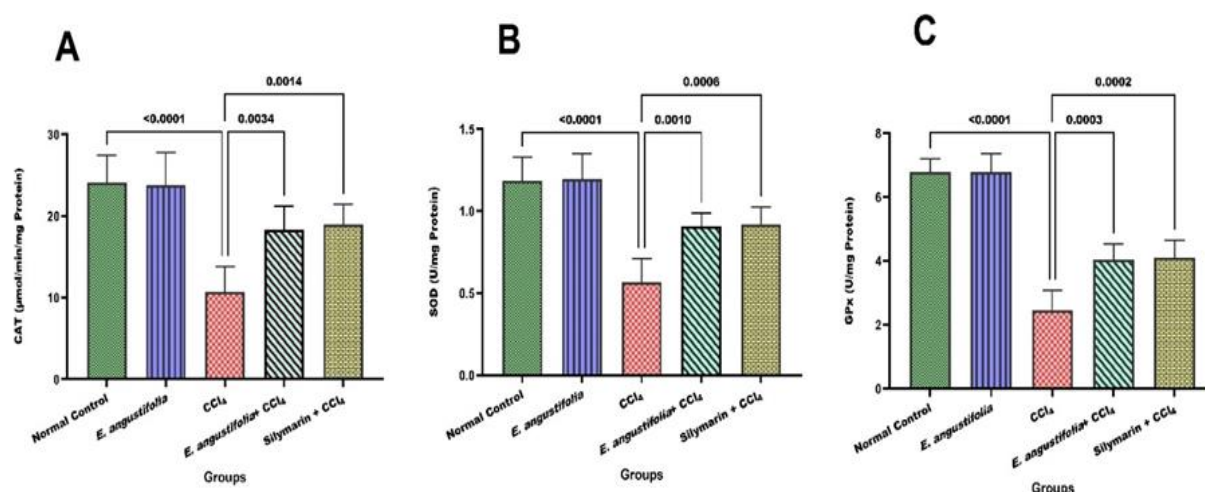 A
0.0014
<0.0001
0.0034
30
20
10
0
CAT (µmol/min/mg Protein)
Normal Control
E. angustifolia
CCl₄
E. angustifolia+ CCl₄
Silymarin + CCl₄
Groups
B
0.0006
<0.0001
0.0010
1.5
1.0
0.5
0.0
SOD (U/mg Protein)
Normal Control
E. angustifolia
CCl₄
E. angustifolia+ CCl₄
Silymarin + CCl₄
Groups
C
0.0002
<0.0001
0.0003
8
6
4
2
0
GPx (U/mg Protein)
Normal Control
E. angustifolia
CCl₄
E. angustifolia+ CCl₄
Silymarin + CCl₄
Groups